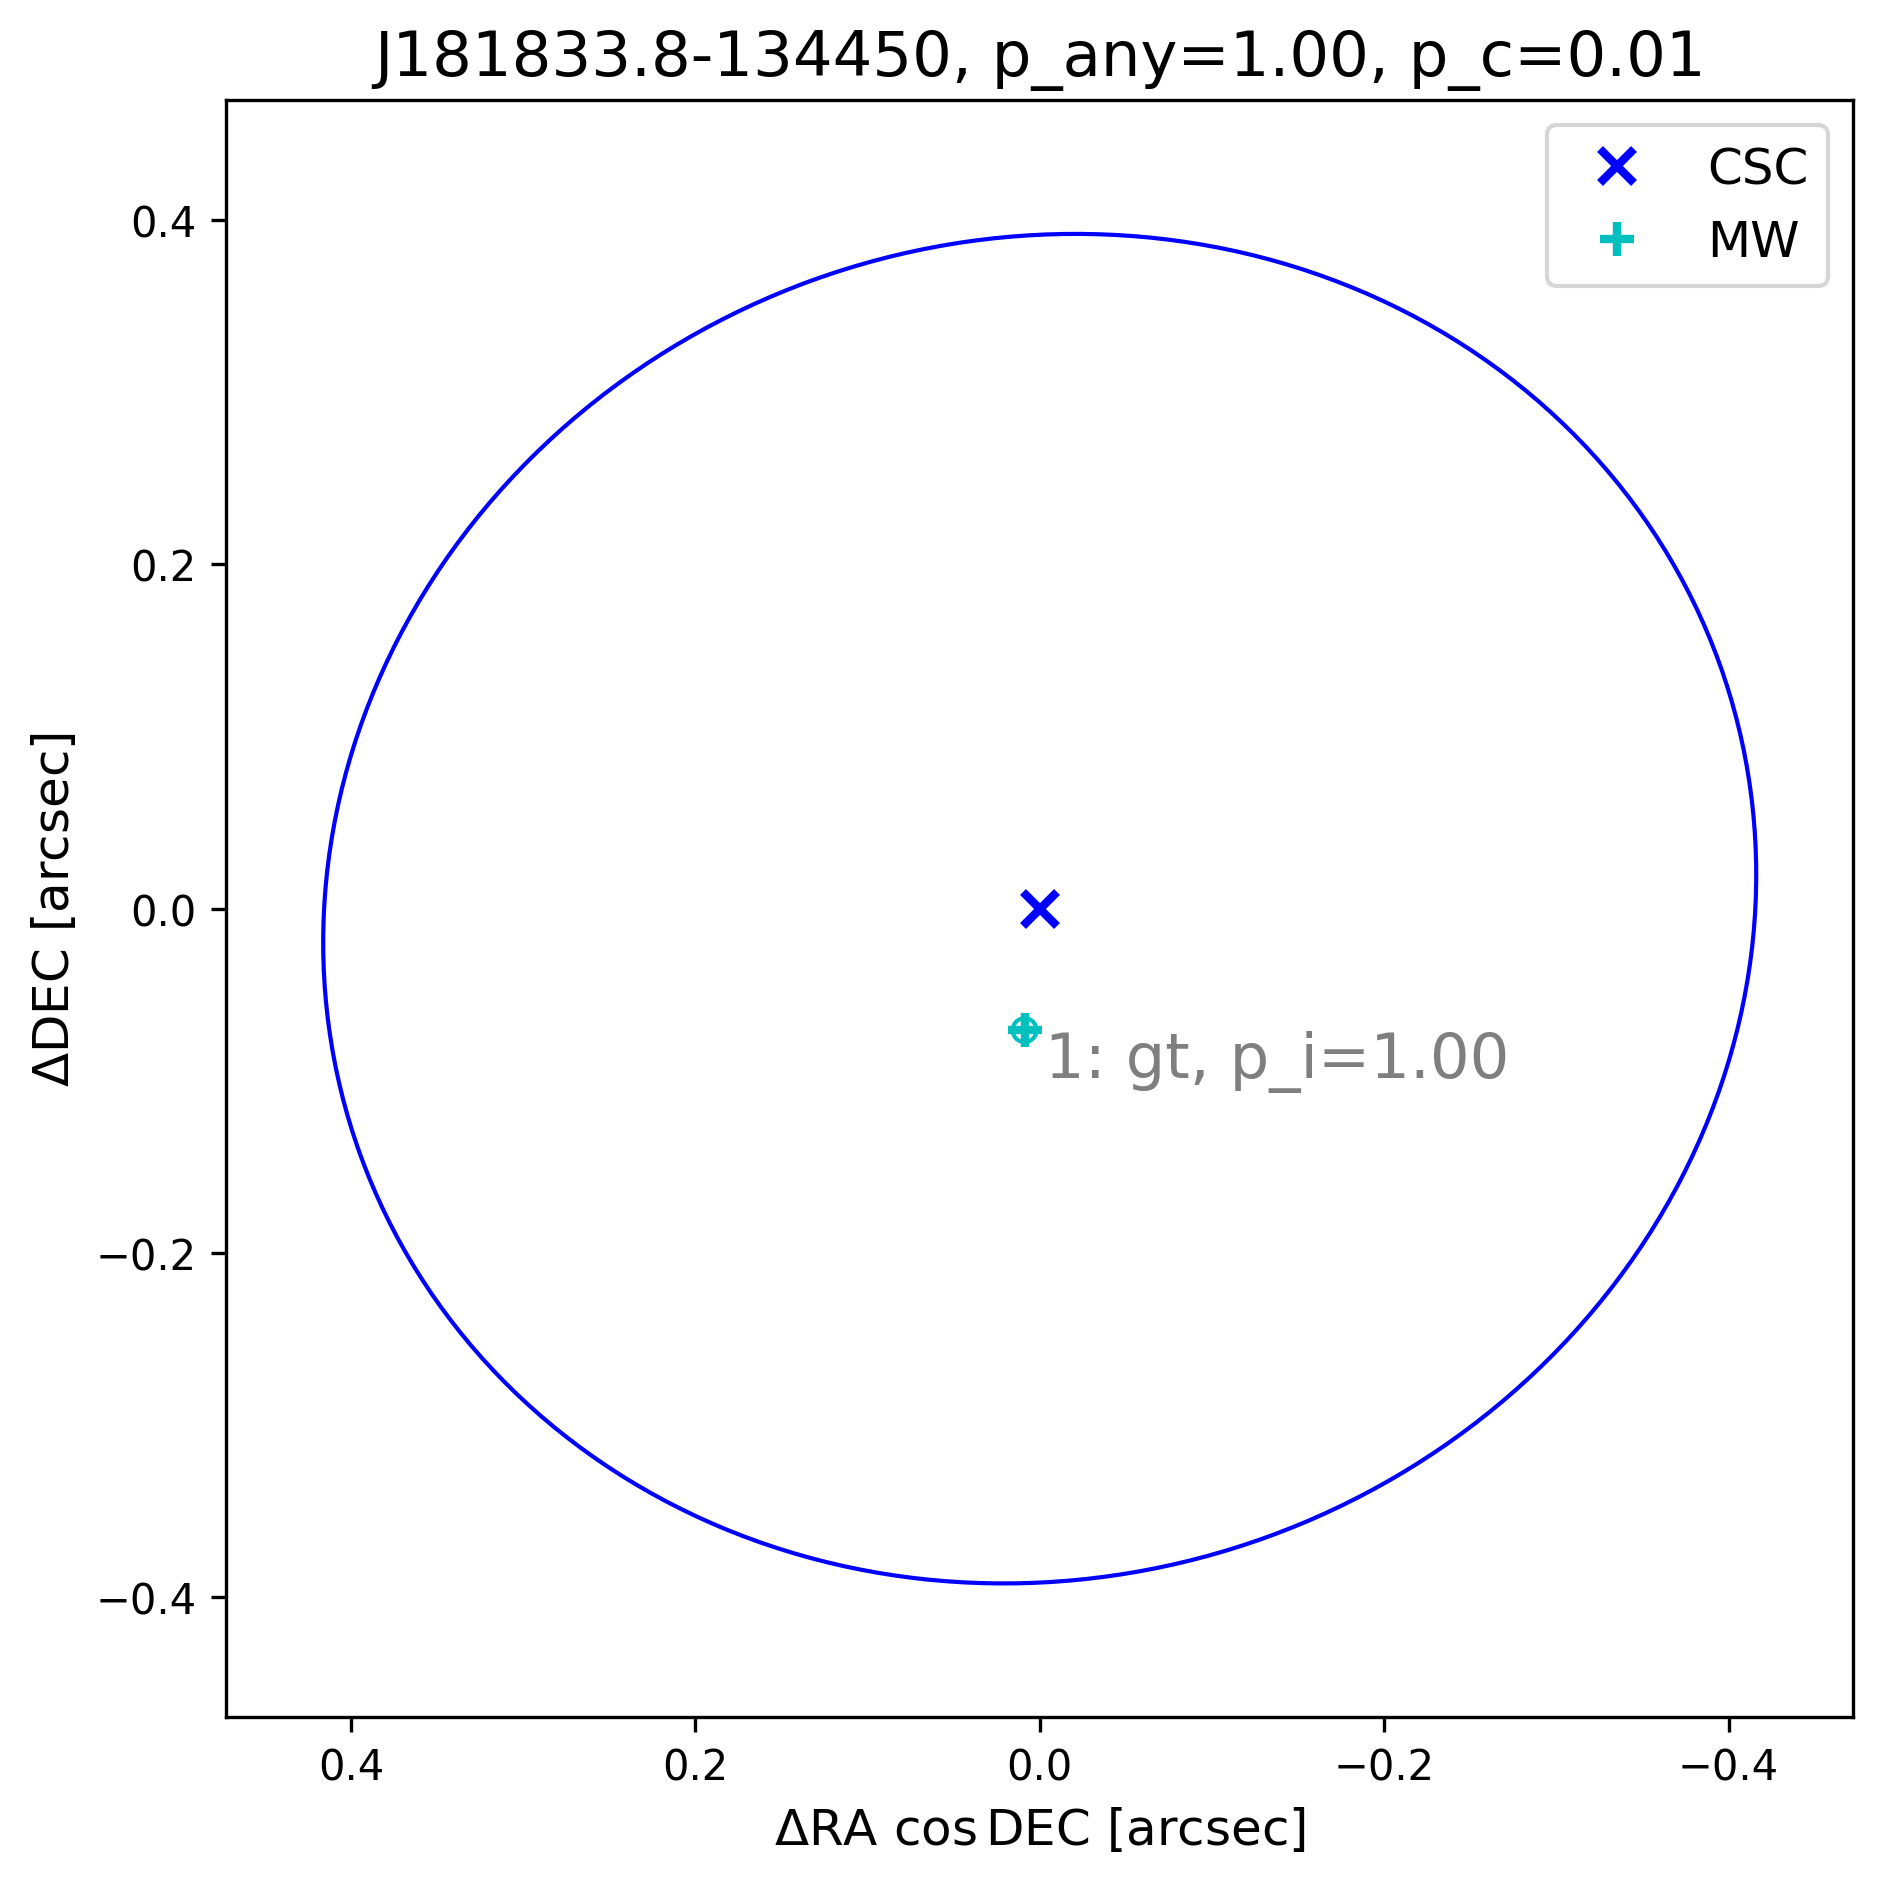 J181833.8-134450, p_any=1.00, p_c=0.01
CSC
MW
0.4
0.2
0.0
−0.2
−0.4
ΔDEC [arcsec]
1: gt, p_i=1.00
0.4
0.2
0.0
−0.2
−0.4
ΔRA cos DEC [arcsec]